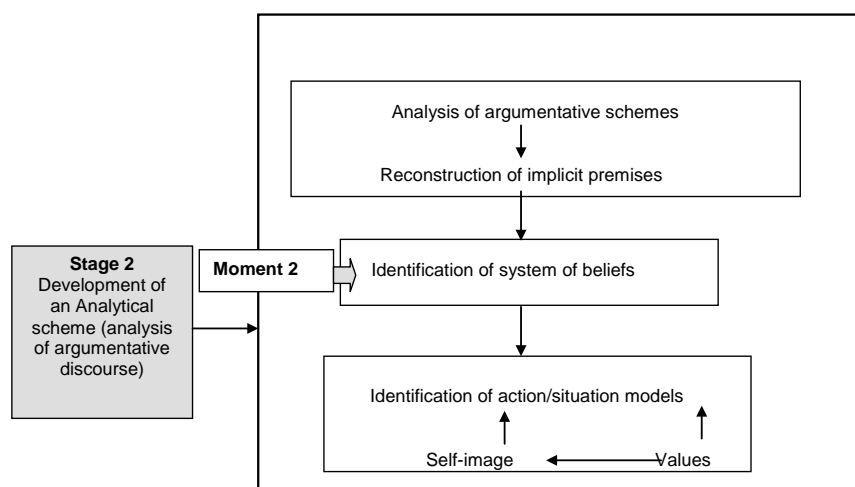 Analysis of argumentative schemes
Reconstruction of implicit premises
Stage 2
Development of
an Analytical
scheme (analysis
of argumentative
discourse)
Moment 2
Identification of system of beliefs
Identification of action/situation models
Self-image
Values